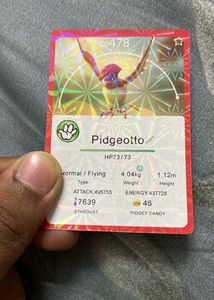 CP478
Pidgeotto
HP73/73
Normal / Flying 4.04kg 1.12m
Type Weight Height
ATTACK:495755 ENERGY:437728
7639 46
STARDUST PIDGEY CANDY